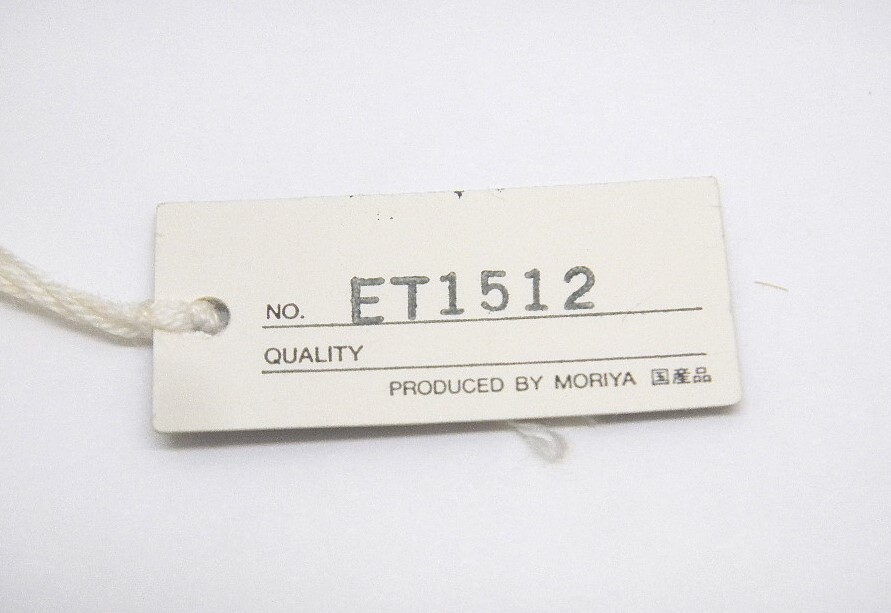 NO. ET1512
QUALITY
PRODUCED BY MORIYA 国産品